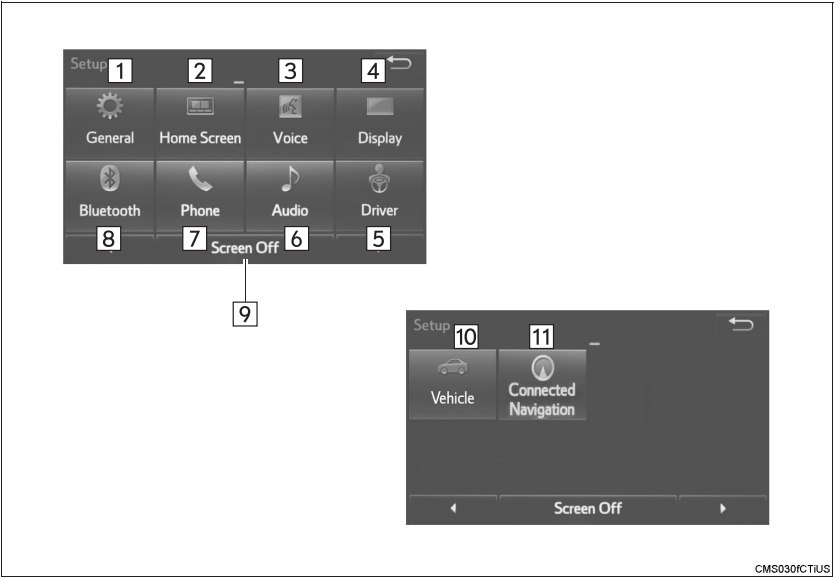 Setup
1 2 3 4
General Home Screen Voice Display
Bluetooth Phone Audio Driver
8 7 6 5
Screen Off
9
Setup
10 11
Vehicle
Connected
Navigation
Screen Off
CMS030fCTiUS